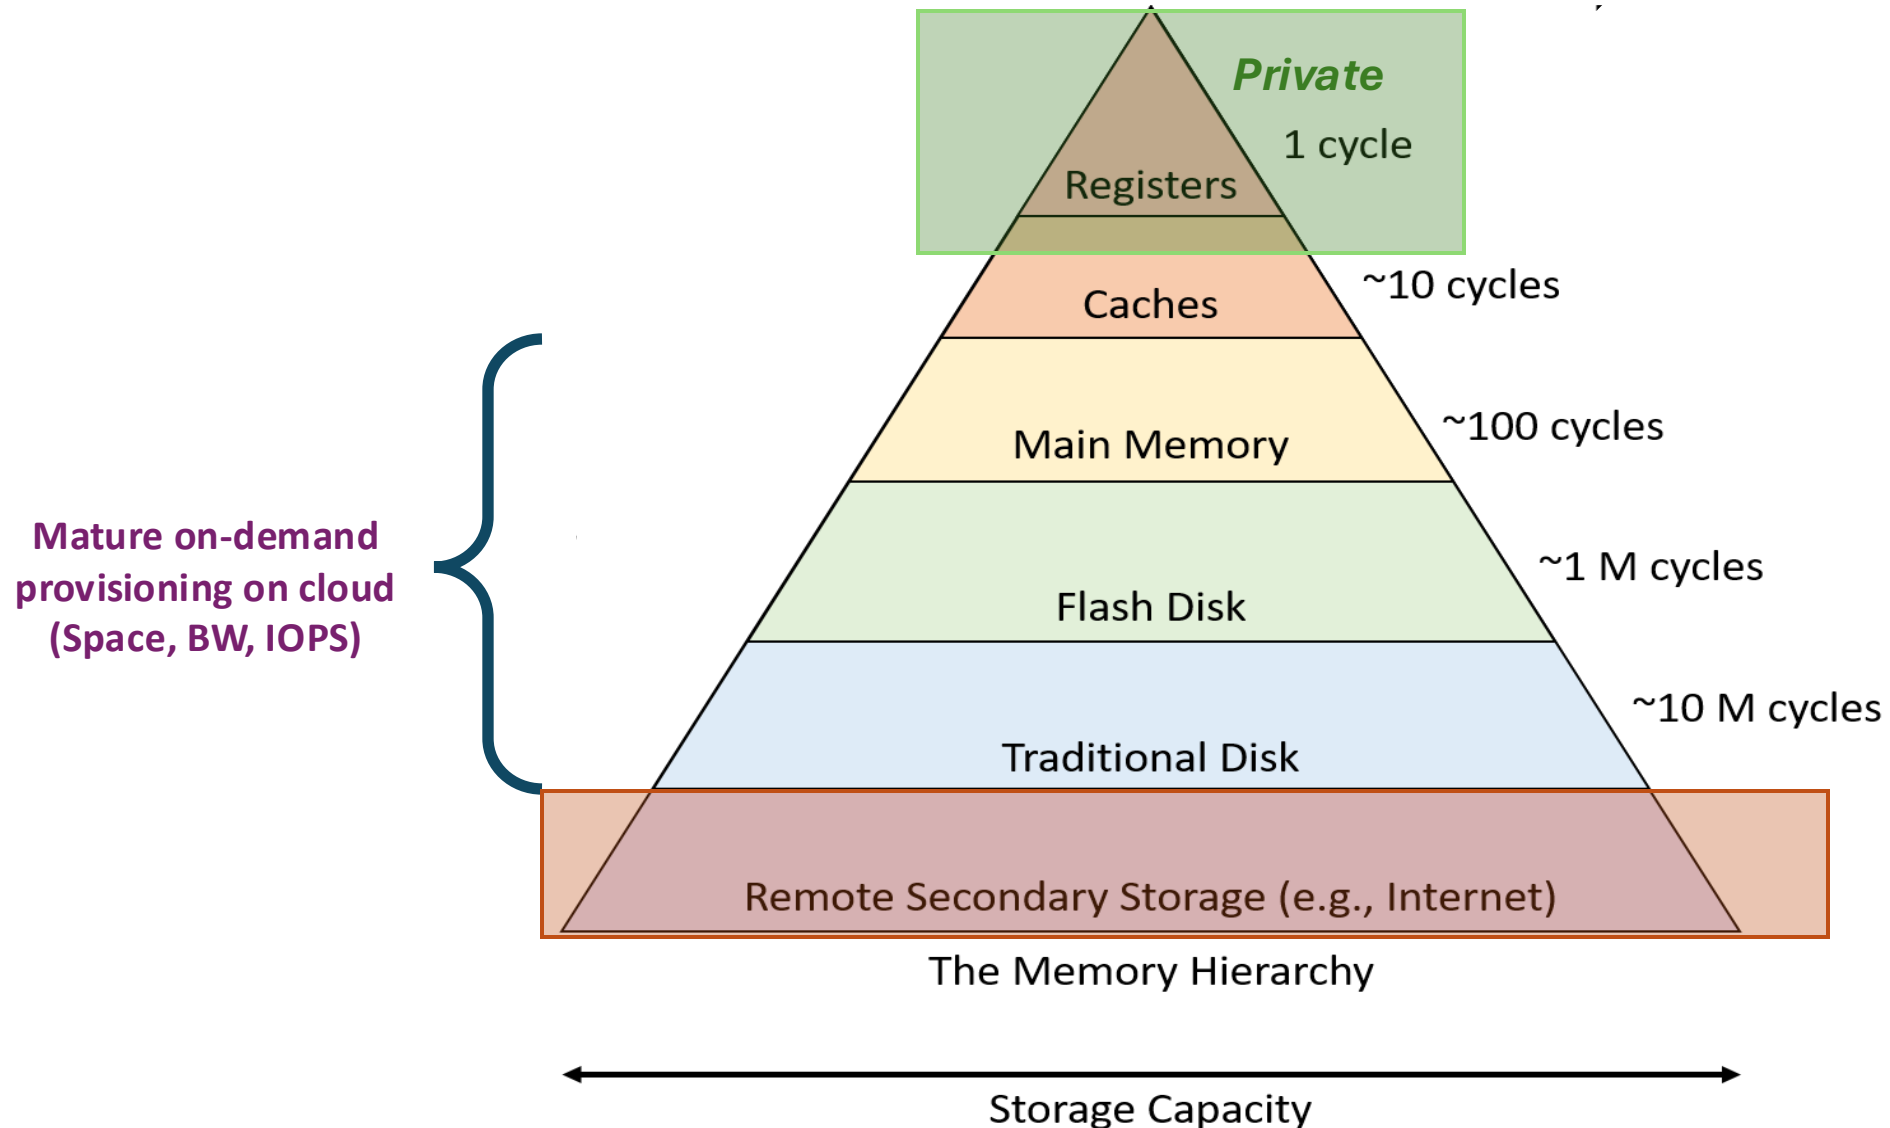 Private
1 cycle
Registers
~10 cycles
Caches
~100 cycles
Main Memory
Mature on-demand
provisioning on cloud
(Space, BW, IOPS)
~1 M cycles
Flash Disk
~10 M cycles
Traditional Disk
Remote Secondary Storage (e.g., Internet)
The Memory Hierarchy
Storage Capacity